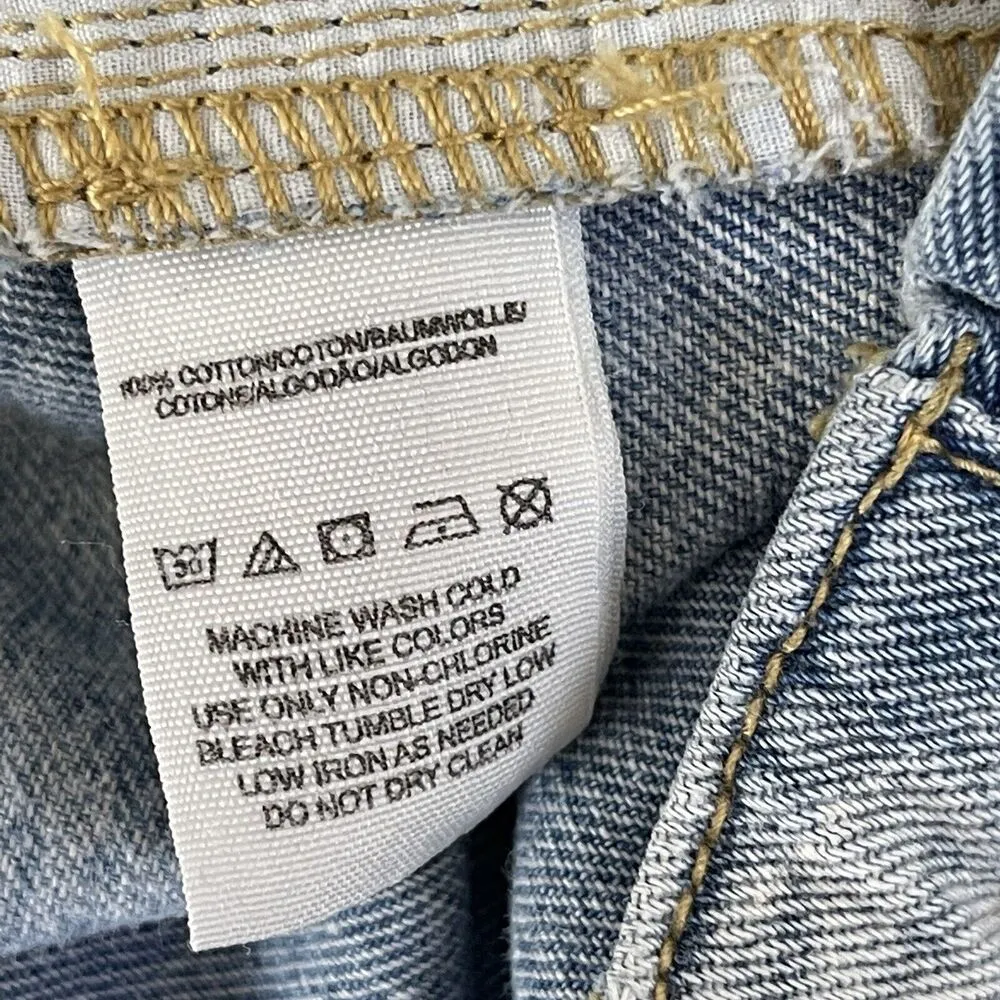 100% COTTON/COTON/BAUMWOLLE/
COTONE/ALGODÃO/ALGODON
30
MACHINE WASH COLD
WITH LIKE COLORS
USE ONLY NON-CHLORINE
BLEACH TUMBLE DRY LOW
LOW IRON AS NEEDED
DO NOT DRY CLEAN